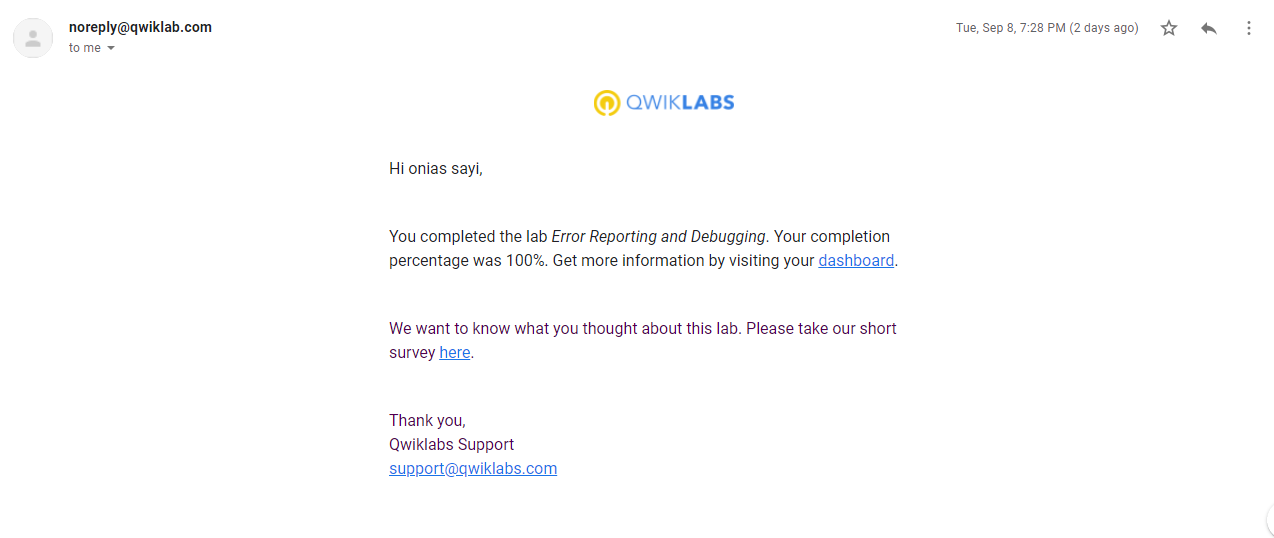 noreply@qwiklab.com
Tue, Sep 8, 7:28 PM (2 days ago)
to me
QWIKLABS
Hi onias sayi,
You completed the lab Error Reporting and Debugging. Your completion
percentage was 100%. Get more information by visiting your dashboard.
We want to know what you thought about this lab. Please take our short
survey here.
Thank you,
Qwiklabs Support
support@qwiklabs.com